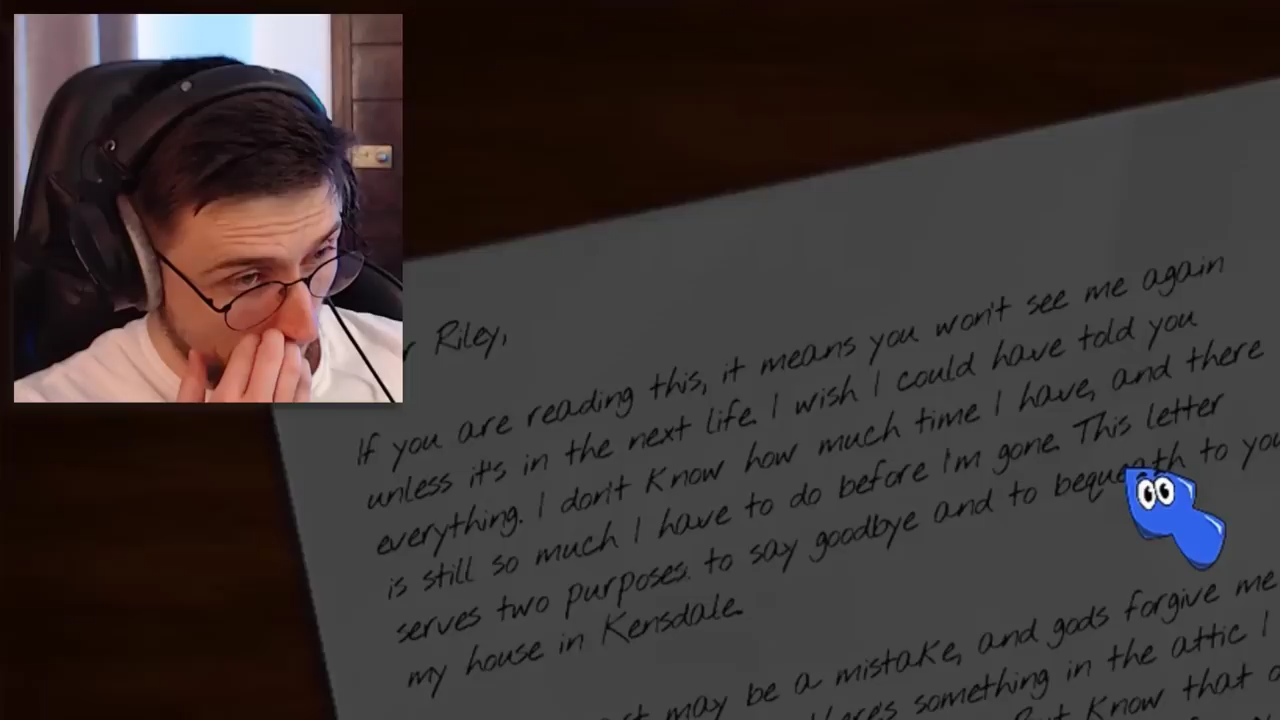 r Riley,
If you are reading this, it means you won't see me again
unless it's in the next life. I wish I could have told you
everything. I don't know how much time I have, and there
is still so much I have to do before I'm gone. This letter
serves two purposes: to say goodbye and to bequeath to you
my house in Kensdale.
may be a mistake, and gods forgive me
something in the attic I
Know that